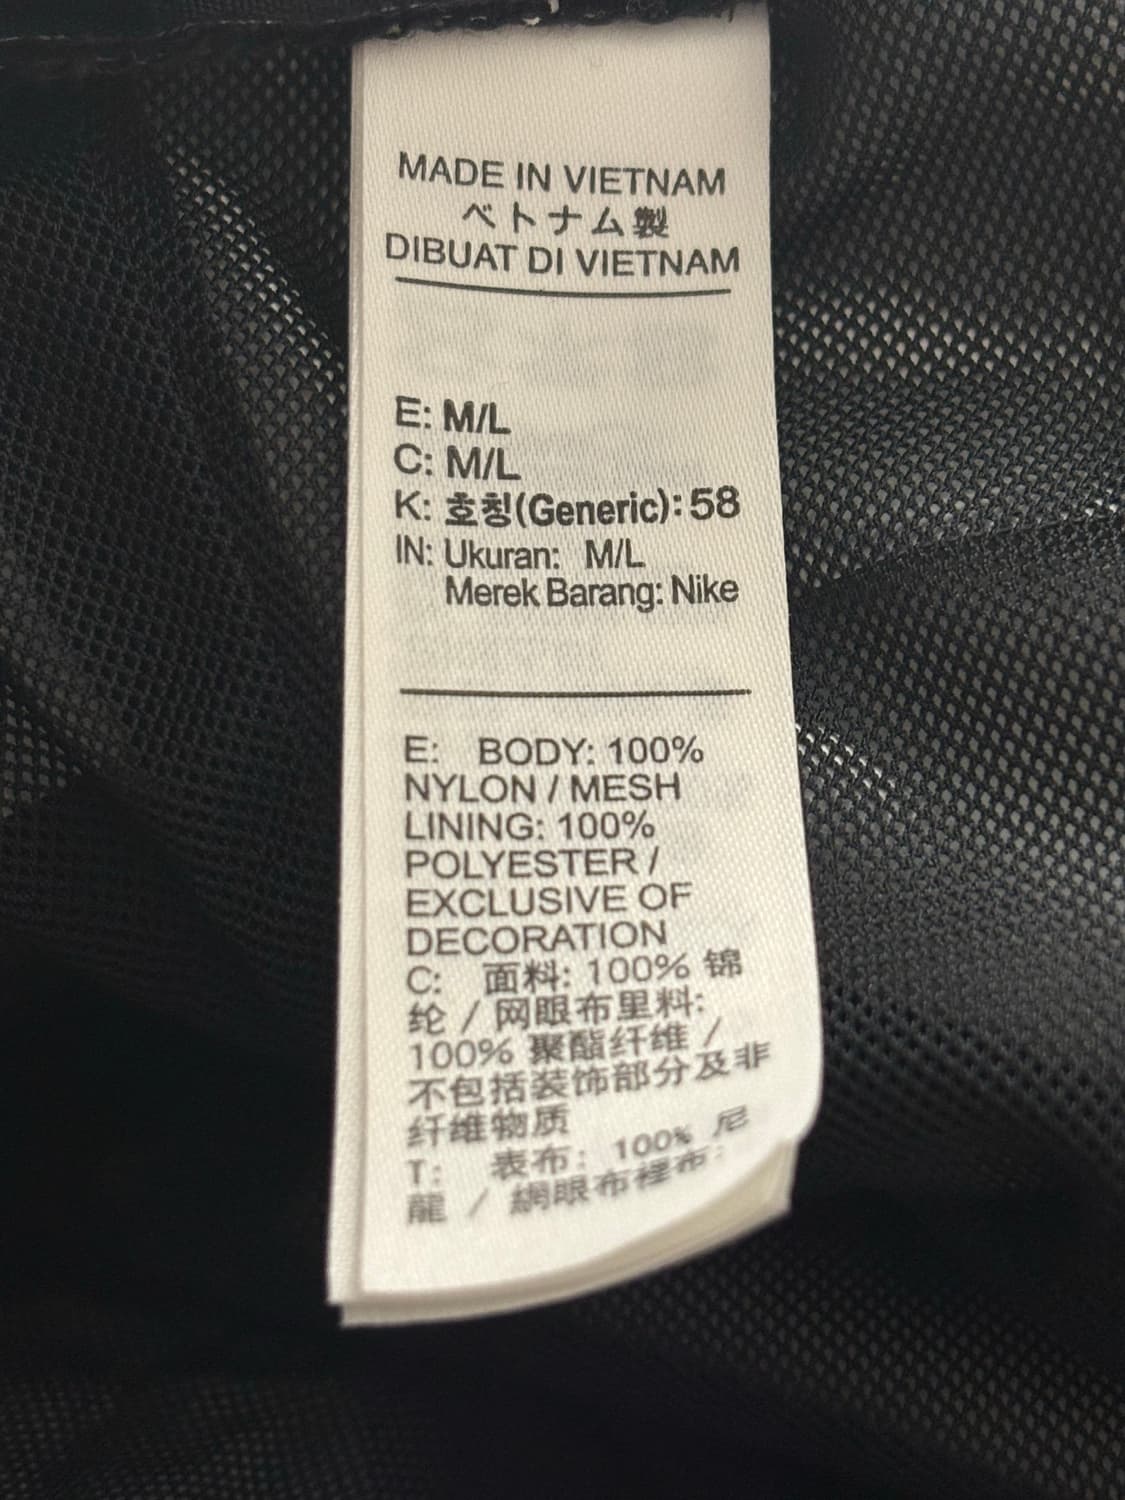 MADE IN VIETNAM
ベトナム製
DIBUAT DI VIETNAM
E: M/L
C: M/L
K: 호칭(Generic): 58
IN: Ukuran: M/L
Merek Barang: Nike
E: BODY: 100%
NYLON / MESH
LINING: 100%
POLYESTER /
EXCLUSIVE OF
DECORATION
C: 面料: 100% 锦
纶 / 网眼布里料:
100% 聚酯纤维 /
不包括装饰部分及非
纤维物质
T: 表布: 100% 尼
龍 / 網眼布裡布: